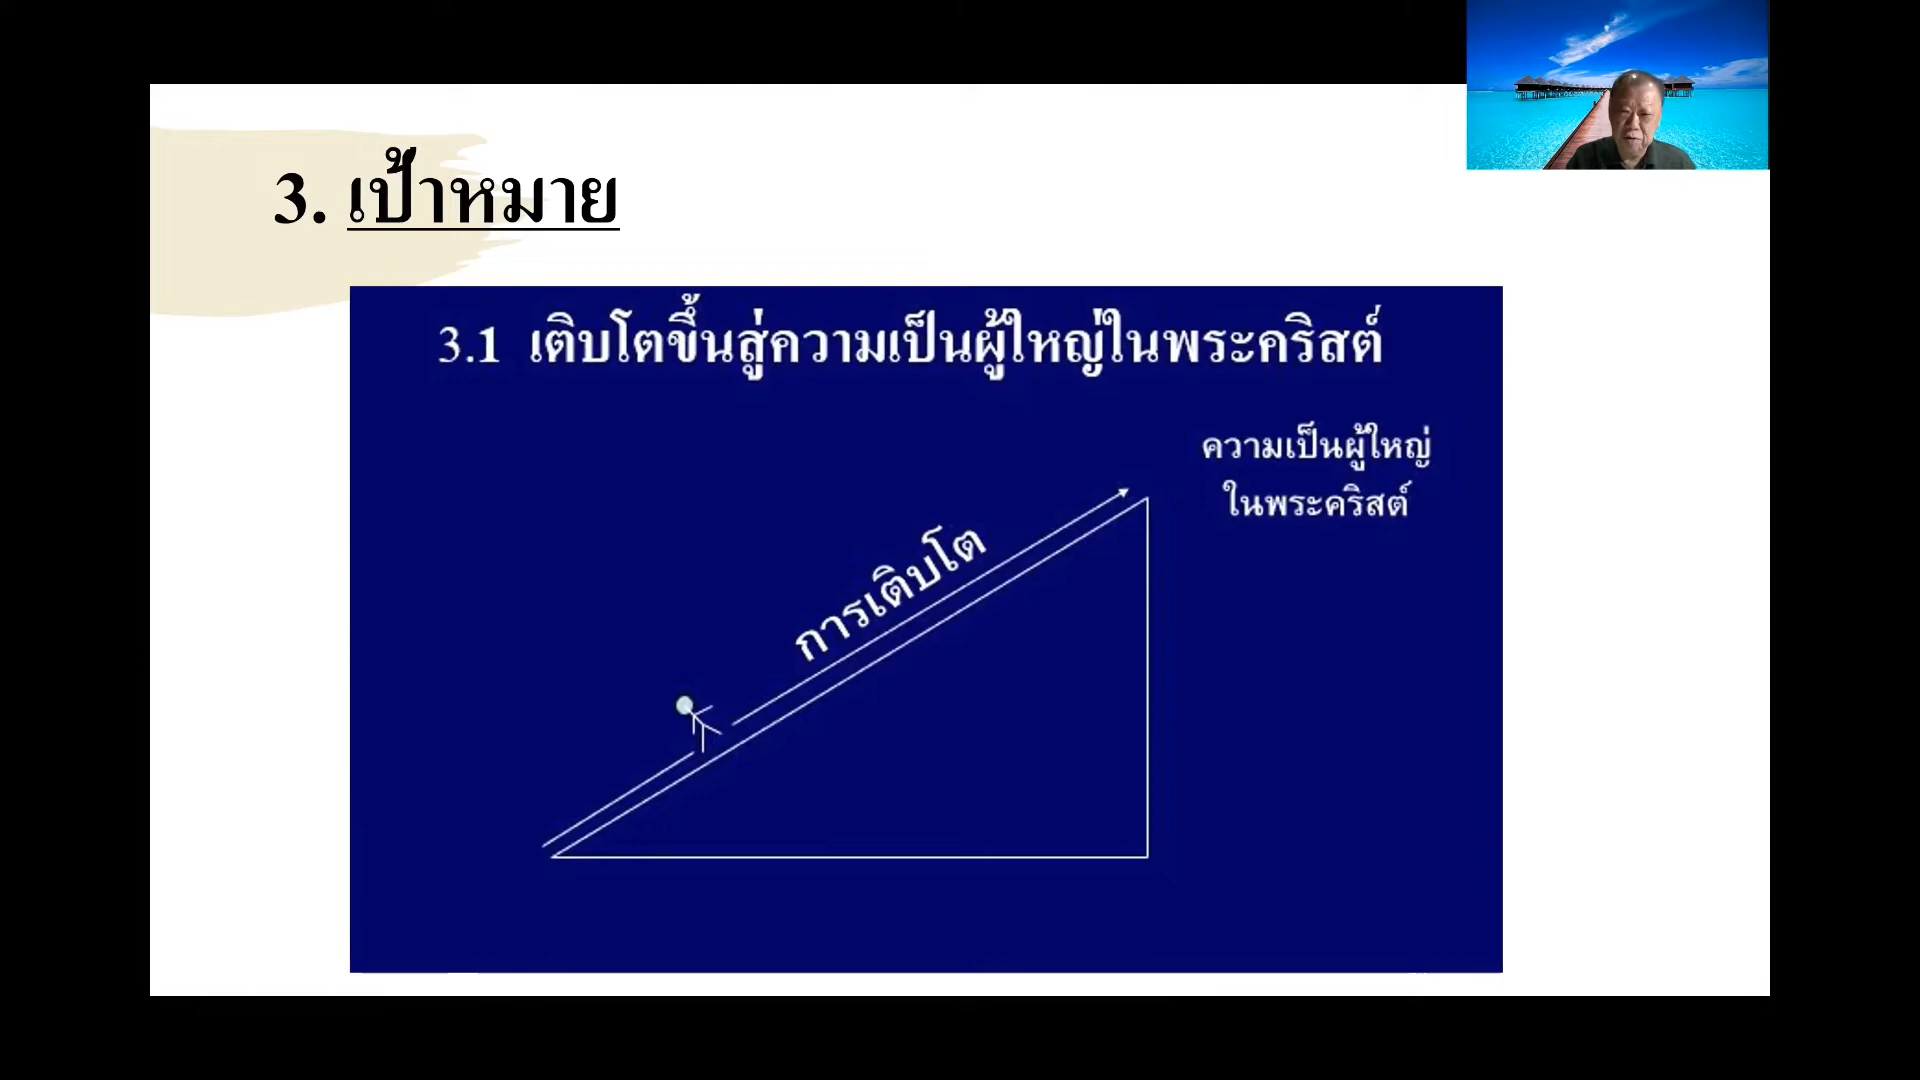 3. เป้าหมาย
3.1 เติบโตขึ้นสู่ความเป็นผู้ใหญ่ในพระคริสต์
ความเป็นผู้ใหญ่
ในพระคริสต์
การเติบโต